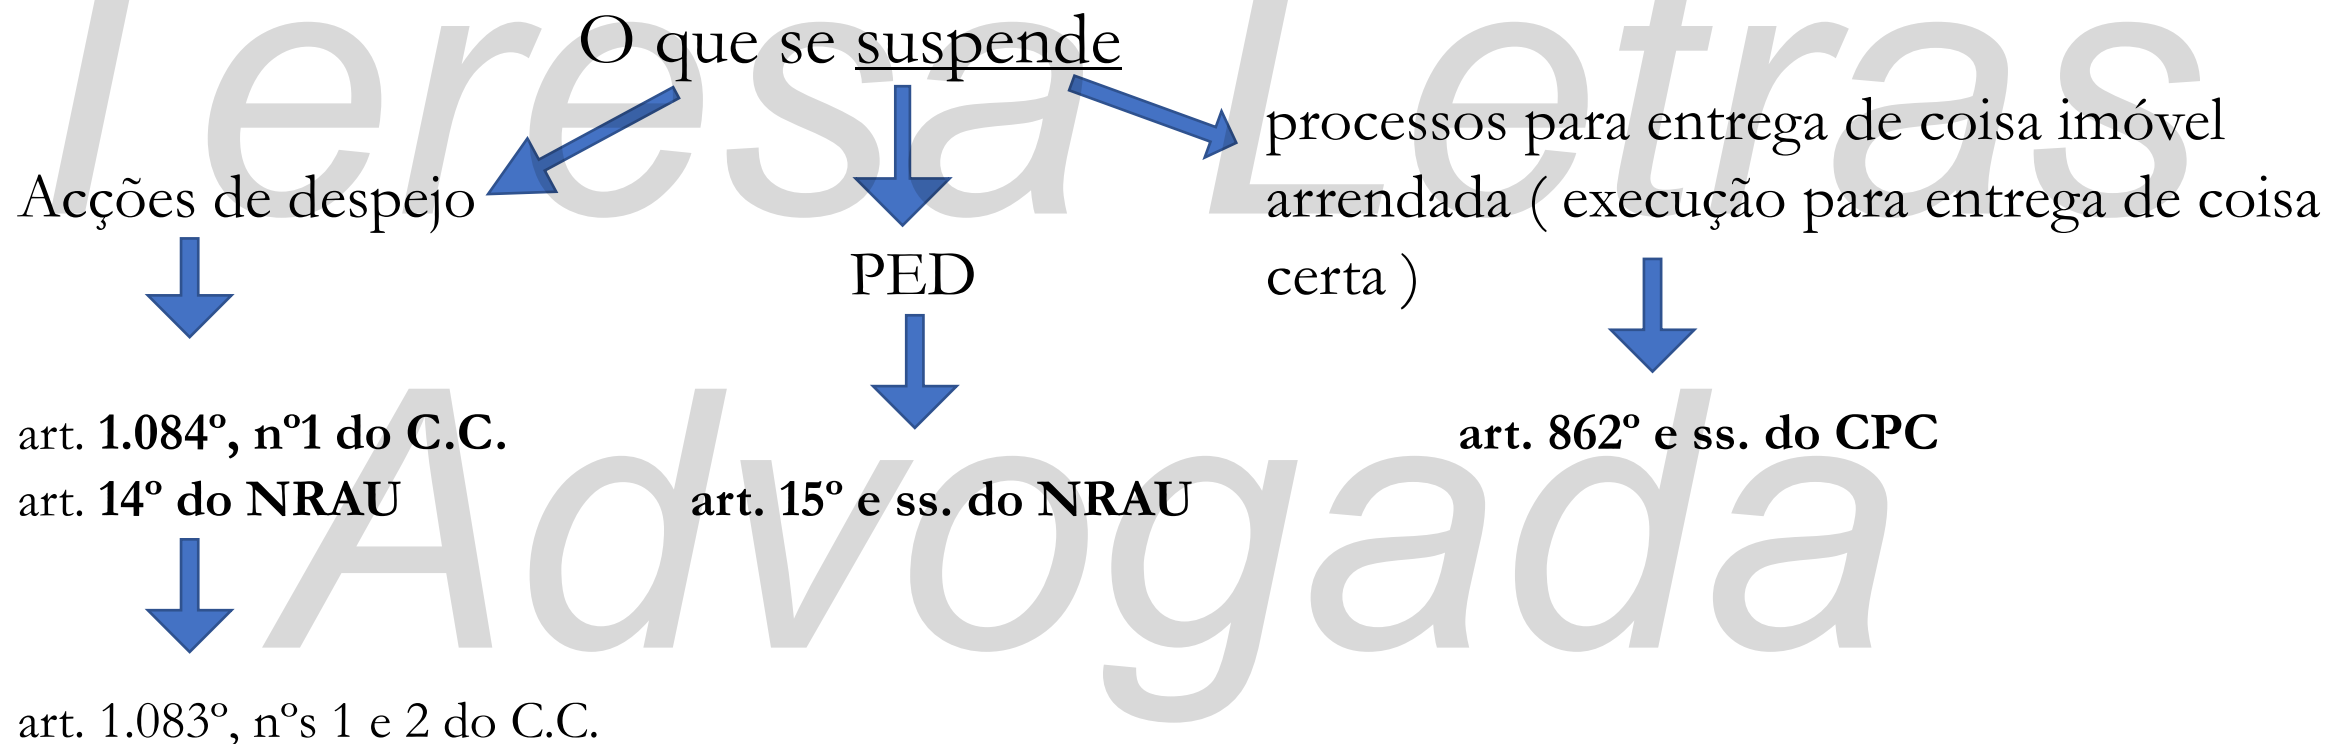 Teresa Letras
Advogada
O que se suspende
Acções de despejo
art. 1.084º, nº1 do C.C.
art. 14º do NRAU
art. 1.083º, nºs 1 e 2 do C.C.
PED
art. 15º e ss. do NRAU
processos para entrega de coisa imóvel
arrendada ( execução para entrega de coisa
certa )
art. 862º e ss. do CPC